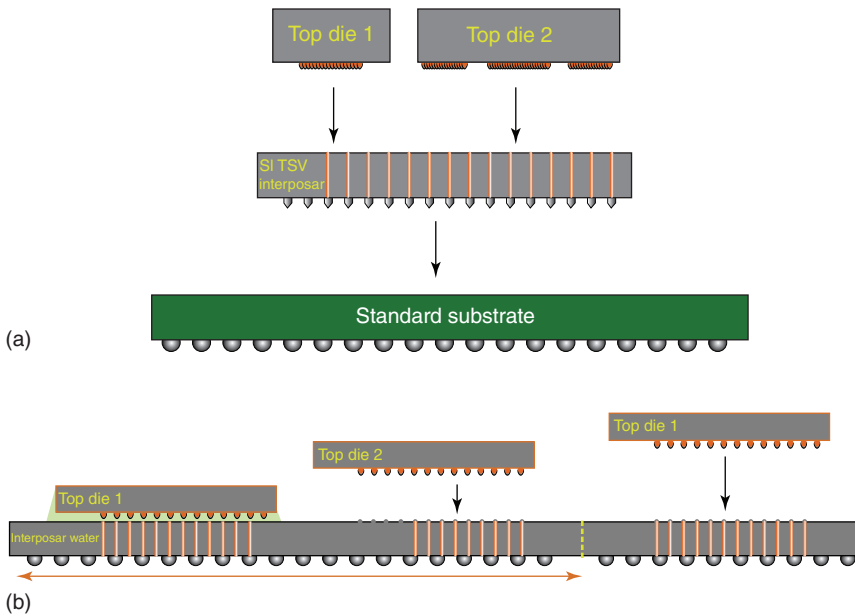 Top die 1
Top die 2
SI TSV
interposar
Standard substrate
(a)
Top die 1
Top die 2
Top die 1
Interposar water
(b)